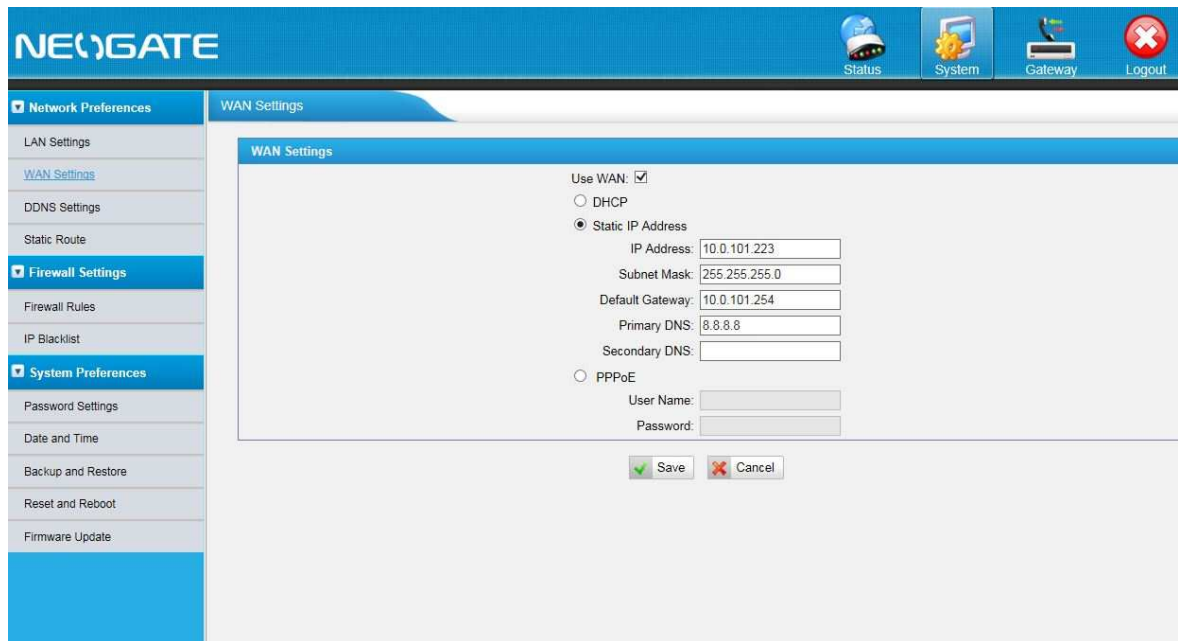 NEOGATE
Status
System
Gateway
Logout
Network Preferences
LAN Settings
WAN Settings
DDNS Settings
Static Route
Firewall Settings
Firewall Rules
IP Blacklist
System Preferences
Password Settings
Date and Time
Backup and Restore
Reset and Reboot
Firmware Update
WAN Settings
WAN Settings
Use WAN:
DHCP
Static IP Address
IP Address: 10.0.101.223
Subnet Mask: 255.255.255.0
Default Gateway: 10.0.101.254
Primary DNS: 8.8.8.8
Secondary DNS:
PPPoE
User Name:
Password:
Save Cancel